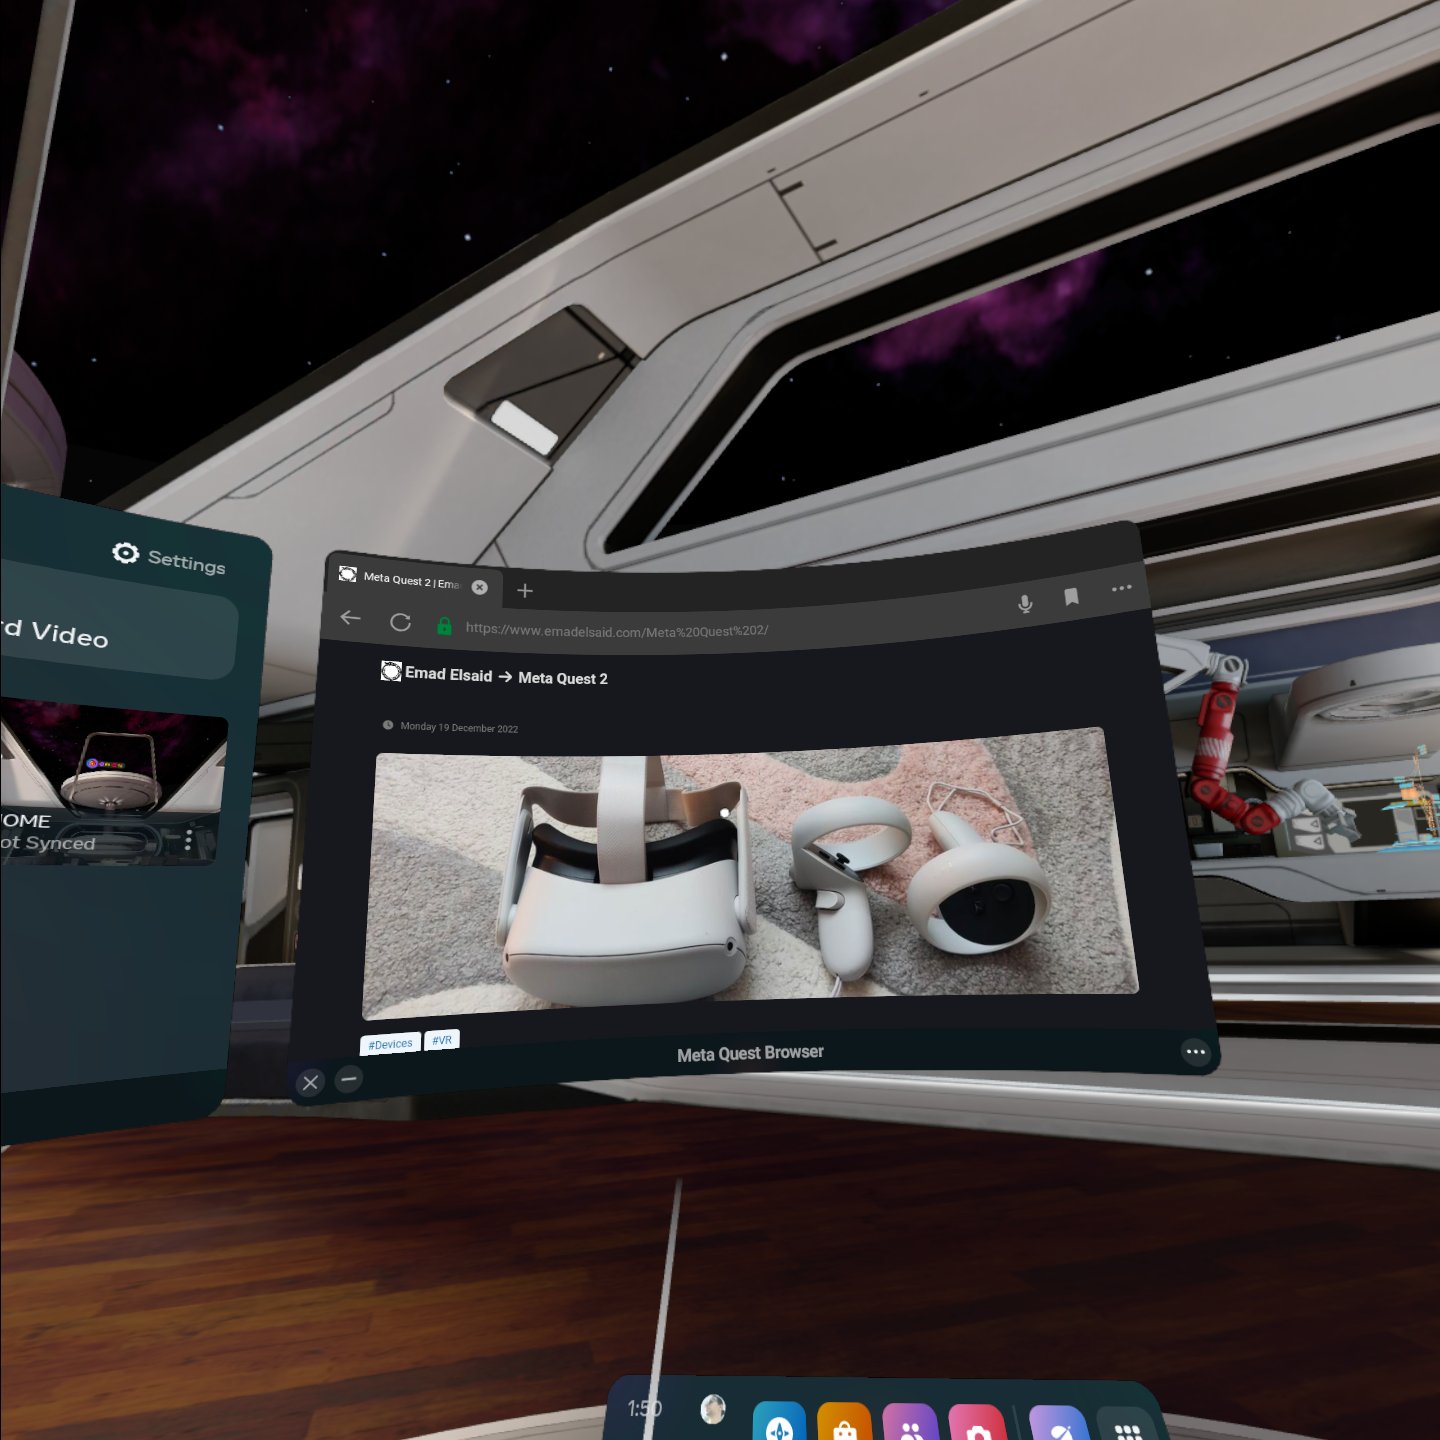 Settings
rd Video
OME
ot Synced
Meta Quest 2 | Ema
https://www.emadelsaid.com/Meta%20Quest%202/
Emad Elsaid → Meta Quest 2
Monday 19 December 2022
#Devices #VR
Meta Quest Browser
1:50